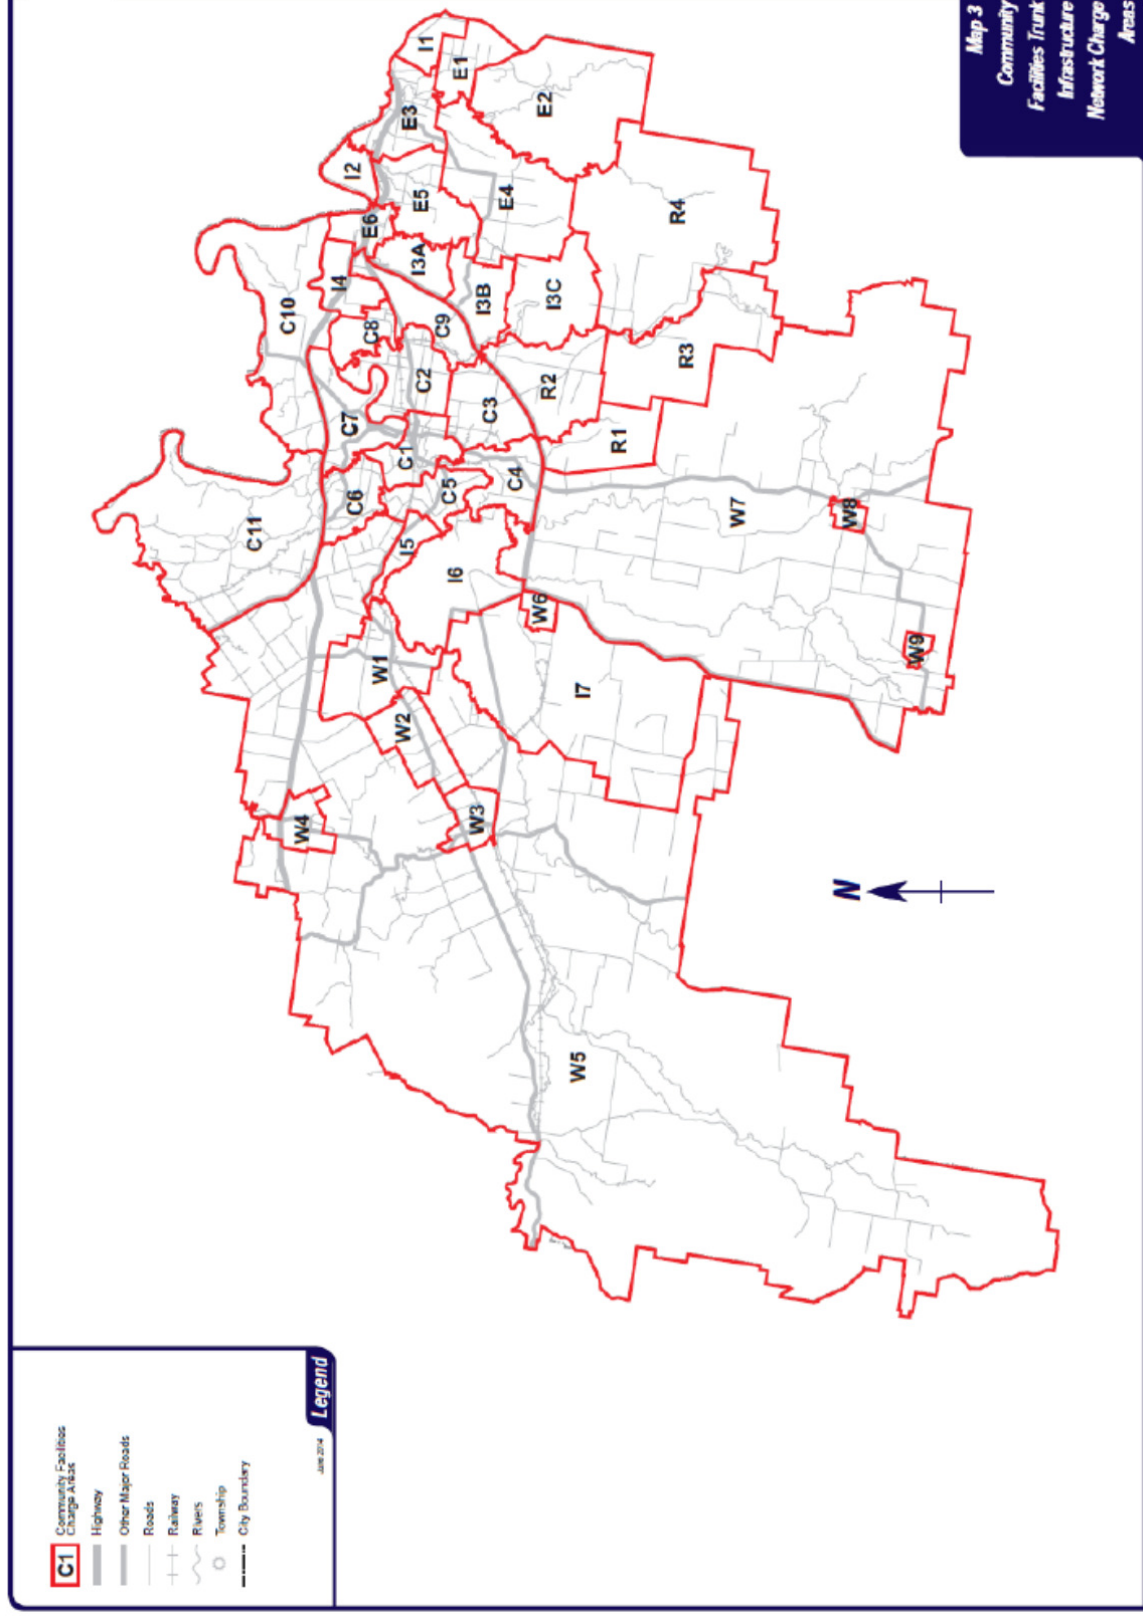 Map 3
Community
Facilities Trunk
Infrastructure
Network Charge
Areas
I1
E1
E2
E3
I2
E5
E4
E6
R4
I3A
I4
I3B
I3C
C10
C8
C9
C2
R3
R2
C3
C7
R1
C1
C4
C5
C6
C11
I5
I6
W7
W8
W6
W9
W1
I7
W2
W3
W4
W5
N
C1
Community Facilities
Charge Areas
Highway
Other Major Roads
Roads
Railway
Rivers
Township
City Boundary
June 2014
Legend